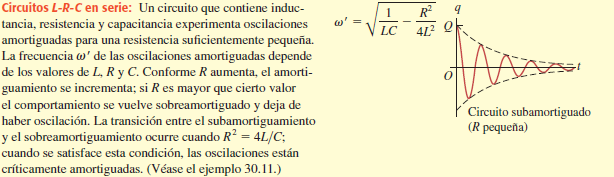 Circuitos L-R-C en serie: Un circuito que contiene induc-
tancia, resistencia y capacitancia experimenta oscilaciones
amortiguadas para una resistencia suficientemente pequeña.
La frecuencia ω′ de las oscilaciones amortiguadas depende
de los valores de L, R y C. Conforme R aumenta, el amorti-
guamiento se incrementa; si R es mayor que cierto valor
el comportamiento se vuelve sobreamortiguado y deja de
haber oscilación. La transición entre el subamortiguamiento
y el sobreamortiguamiento ocurre cuando R² = 4L/C;
cuando se satisface esta condición, las oscilaciones están
críticamente amortiguadas. (Véase el ejemplo 30.11.)
ω′ = √(1/LC − R²/4L²)
q
Q
O
t
Circuito subamortiguado
(R pequeña)